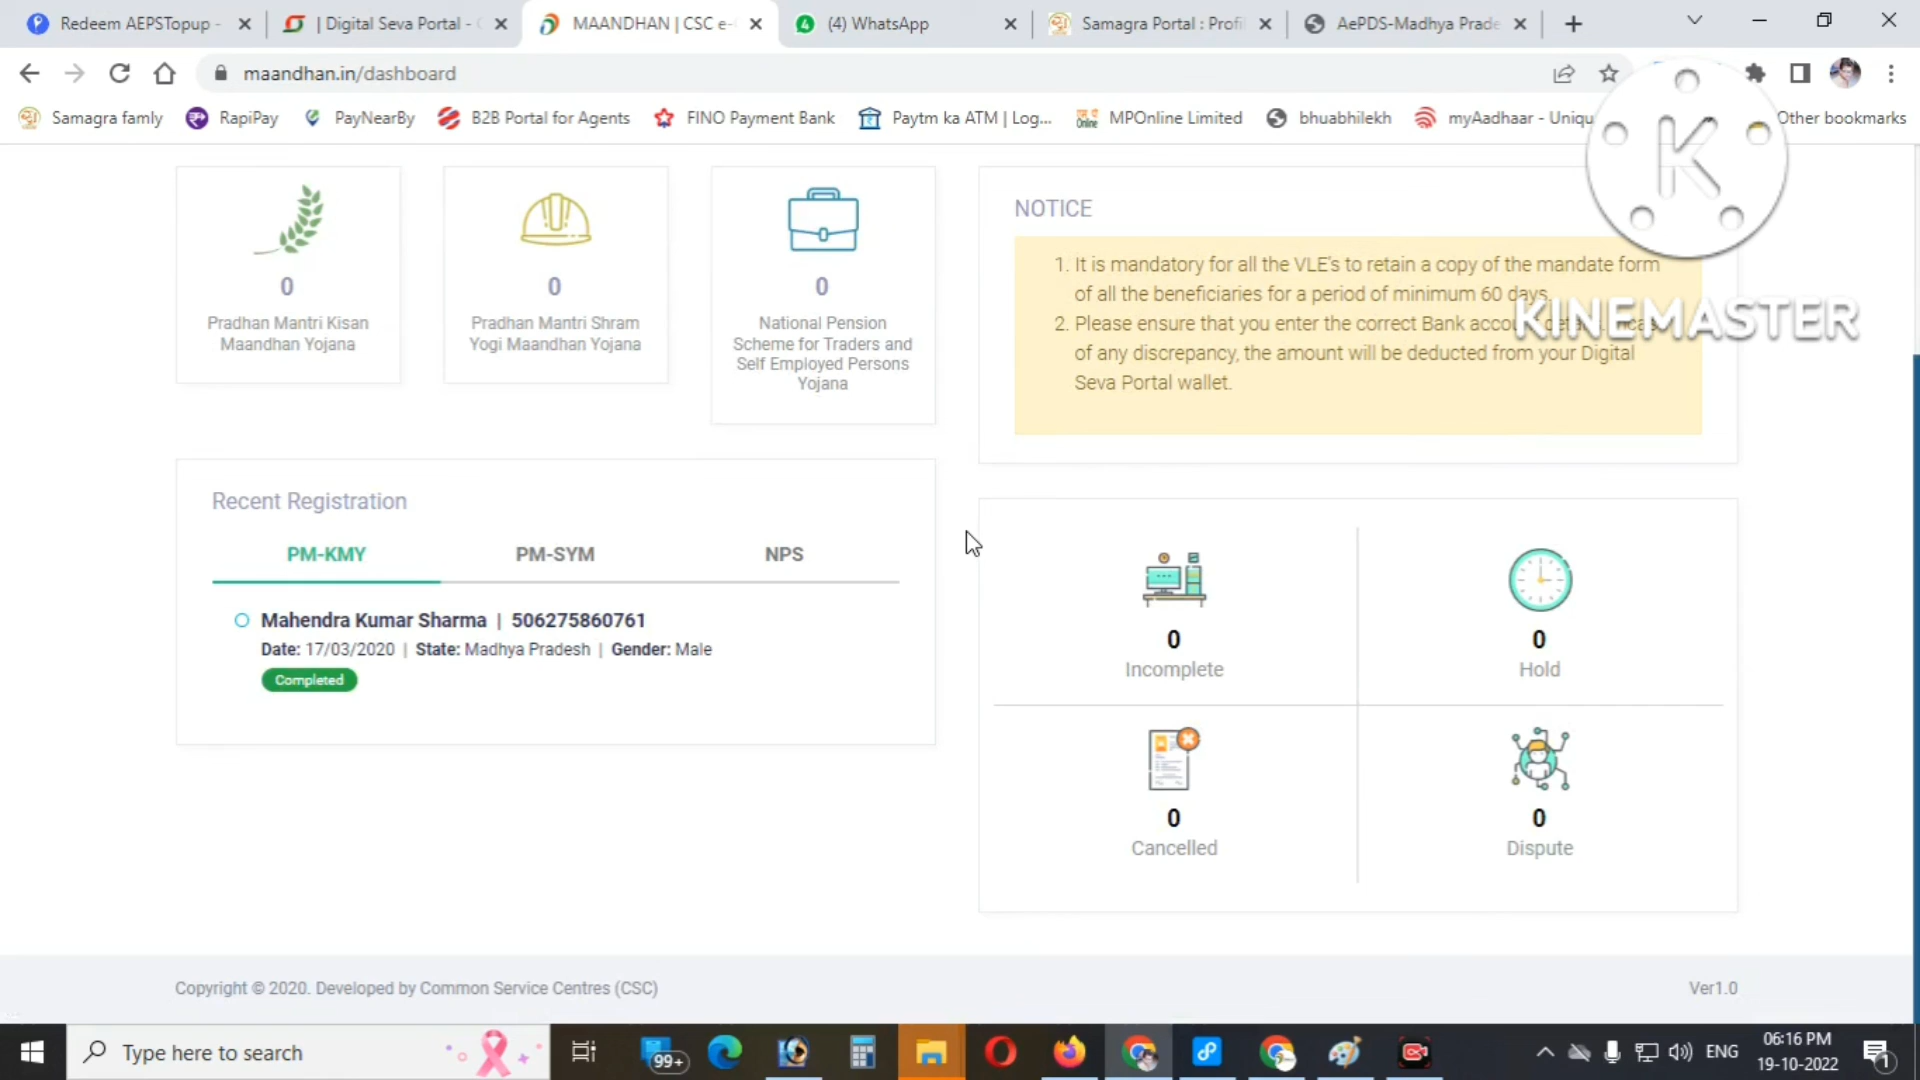 Redeem AEPSTopup -
| Digital Seva Portal -
MAANDHAN | CSC e-
(4) WhatsApp
Samagra Portal : Profil
AePDS-Madhya Prade
maandhan.in/dashboard
Samagra famly
RapiPay
PayNearBy
B2B Portal for Agents
FINO Payment Bank
Paytm ka ATM | Log...
MPOnline Limited
bhuabhilekh
myAadhaar - Uniqu
Other bookmarks
K
KINEMASTER
0
Pradhan Mantri Kisan
Maandhan Yojana
0
Pradhan Mantri Shram
Yogi Maandhan Yojana
0
National Pension
Scheme for Traders and
Self Employed Persons
Yojana
NOTICE
1. It is mandatory for all the VLE's to retain a copy of the mandate form
of all the beneficiaries for a period of minimum 60 days.
2. Please ensure that you enter the correct Bank
of any discrepancy, the amount will be deducted from your Digital
Seva Portal wallet.
Recent Registration
PM-KMY
PM-SYM
NPS
Mahendra Kumar Sharma | 506275860761
Date: 17/03/2020 | State: Madhya Pradesh | Gender: Male
Completed
0
Incomplete
0
Hold
0
Cancelled
0
Dispute
Copyright © 2020. Developed by Common Service Centres (CSC)
Ver1.0
Type here to search
99+
ENG
06:16 PM
19-10-2022
1